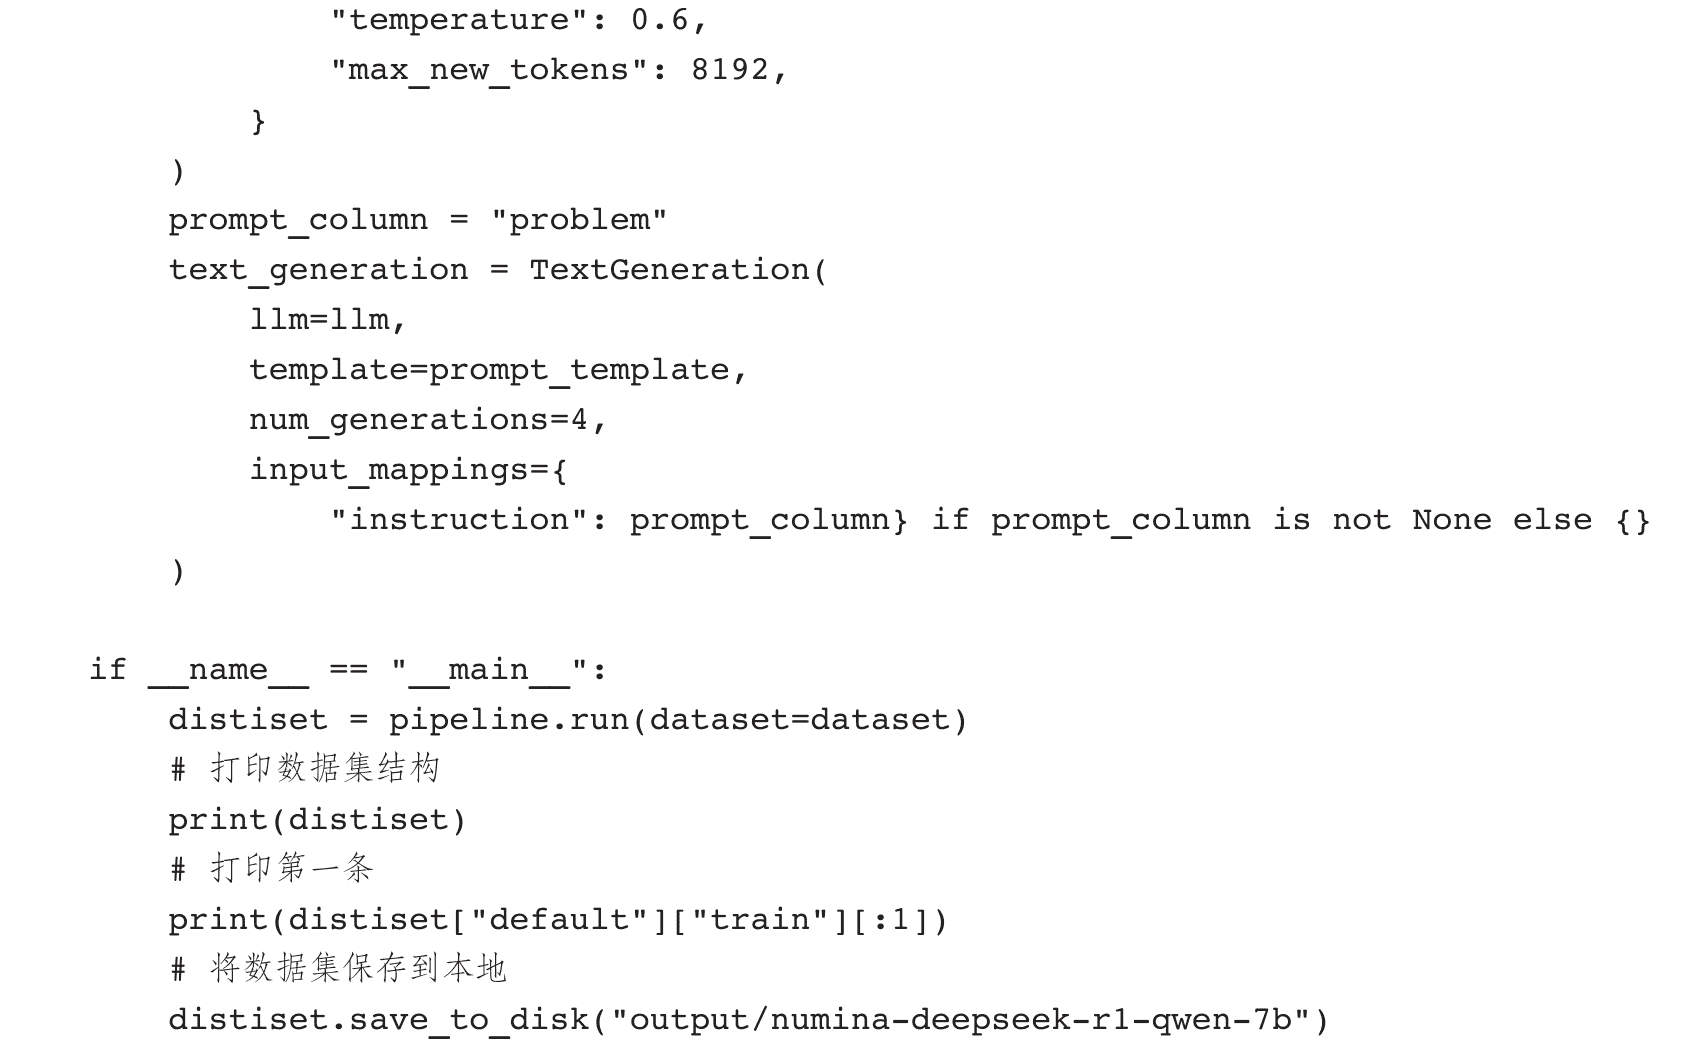 "temperature": 0.6,
"max_new_tokens": 8192,
}
)
prompt_column = "problem"
text_generation = TextGeneration(
llm=llm,
template=prompt_template,
num_generations=4,
input_mappings={
"instruction": prompt_column} if prompt_column is not None else {}
)
if __name__ == "__main__":
distiset = pipeline.run(dataset=dataset)
# 打印数据集结构
print(distiset)
# 打印第一条
print(distiset["default"]["train"][:1])
# 将数据集保存到本地
distiset.save_to_disk("output/numina-deepseek-r1-qwen-7b")